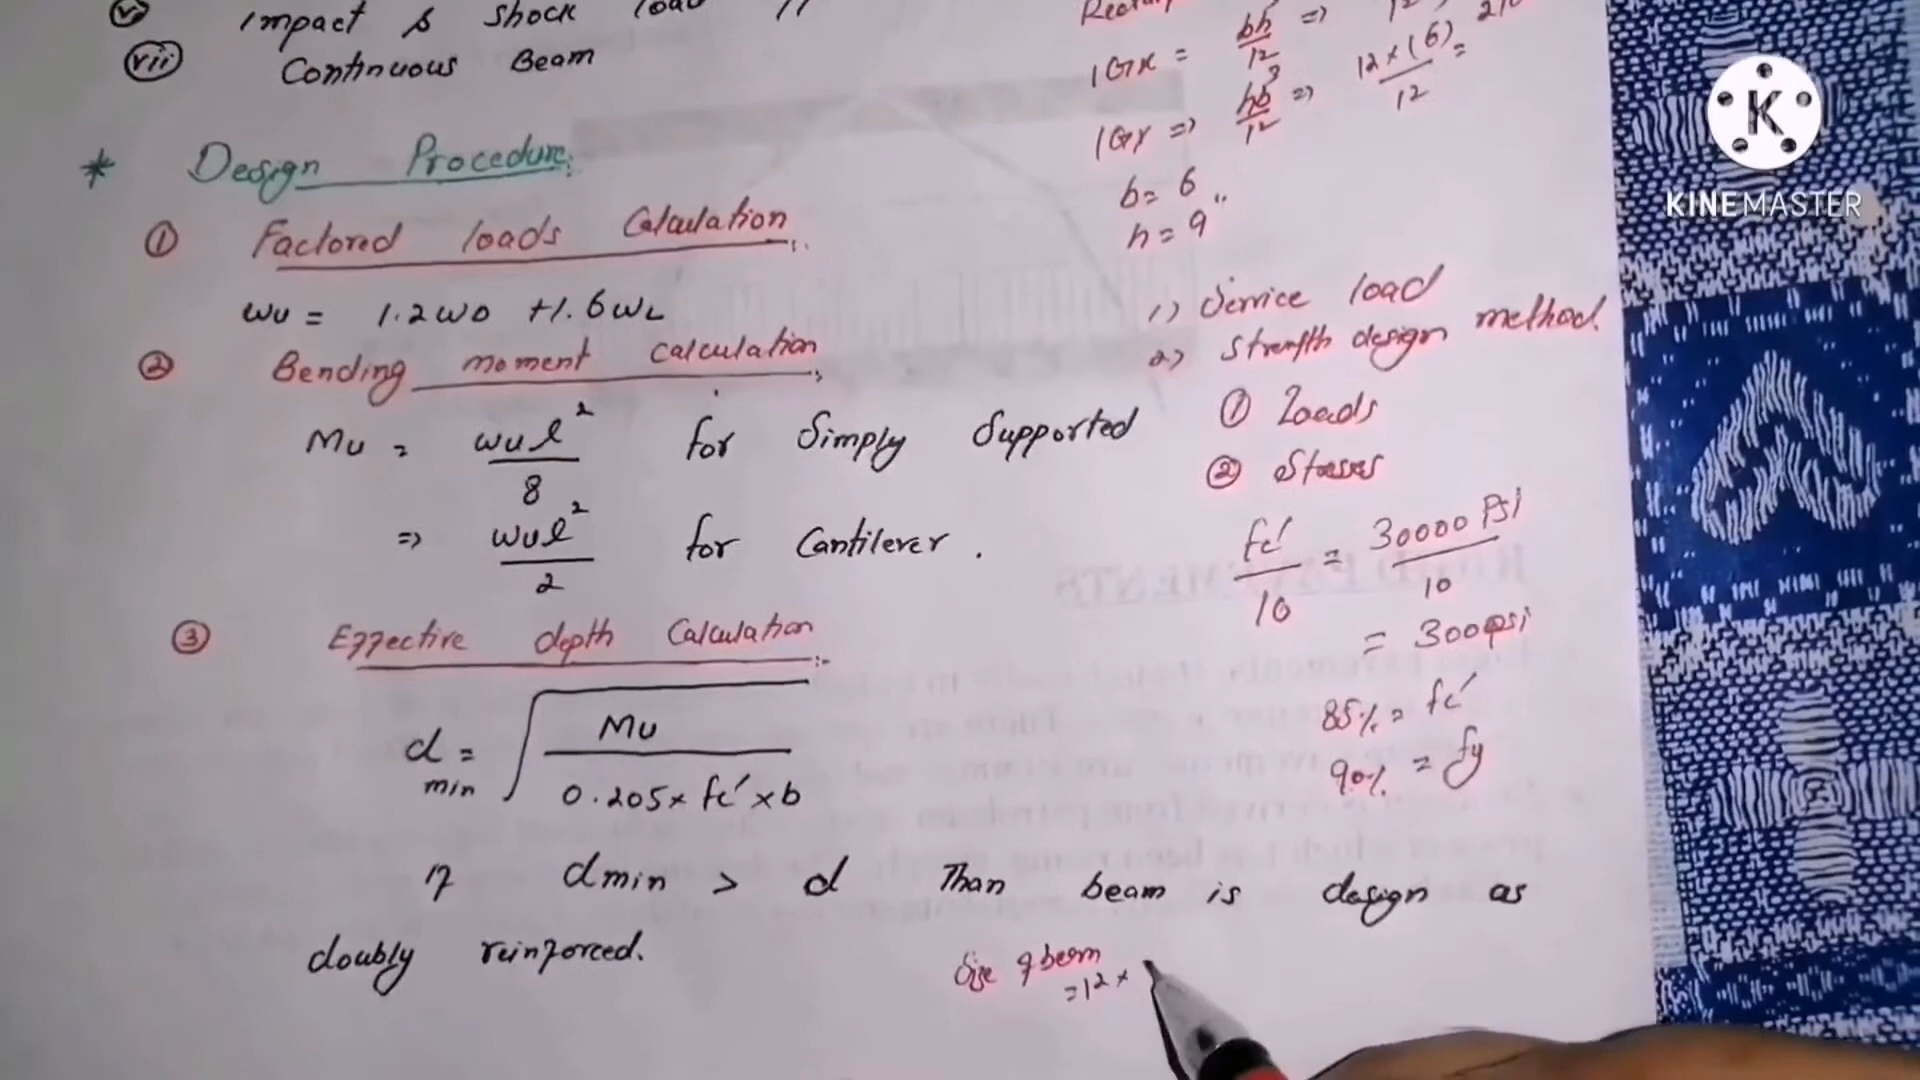 Impact & Shock load
vii Continuous Beam
* Design Procedure:
① Factored loads Calculation
wu = 1.2wD + 1.6wL
② Bending moment calculation
Mu = wul²/8 for Simply Supported
=> wul²/2 for Cantilever.
③ Effective depth Calculation
dmin = √(Mu / 0.205 x fc' x b)
If dmin > d Than beam is design as
doubly reinforced.
Size of beam
= 12 x
IGx = bh³/12 =>
IGy => hb³/12 => 12 x (6)³/12 =
b = 6"
h = 9
1) Service load
2) Strength design method.
① Loads
② Stresses
fc'/10 = 30000 Psi/10
= 300psi
85% = fc'
90% = fy
K
KINEMASTER